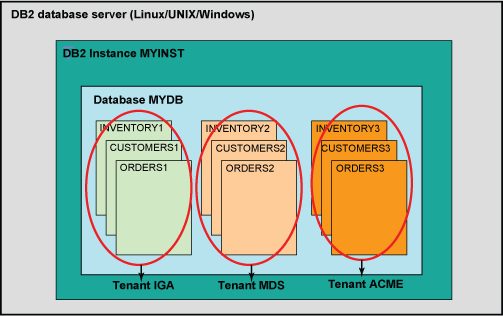 DB2 database server (Linux/UNIX/Windows)
DB2 Instance MYINST
Database MYDB
INVENTORY1
CUSTOMERS1
ORDERS1
INVENTORY2
CUSTOMERS2
ORDERS2
INVENTORY3
CUSTOMERS3
ORDERS3
Tenant IGA
Tenant MDS
Tenant ACME